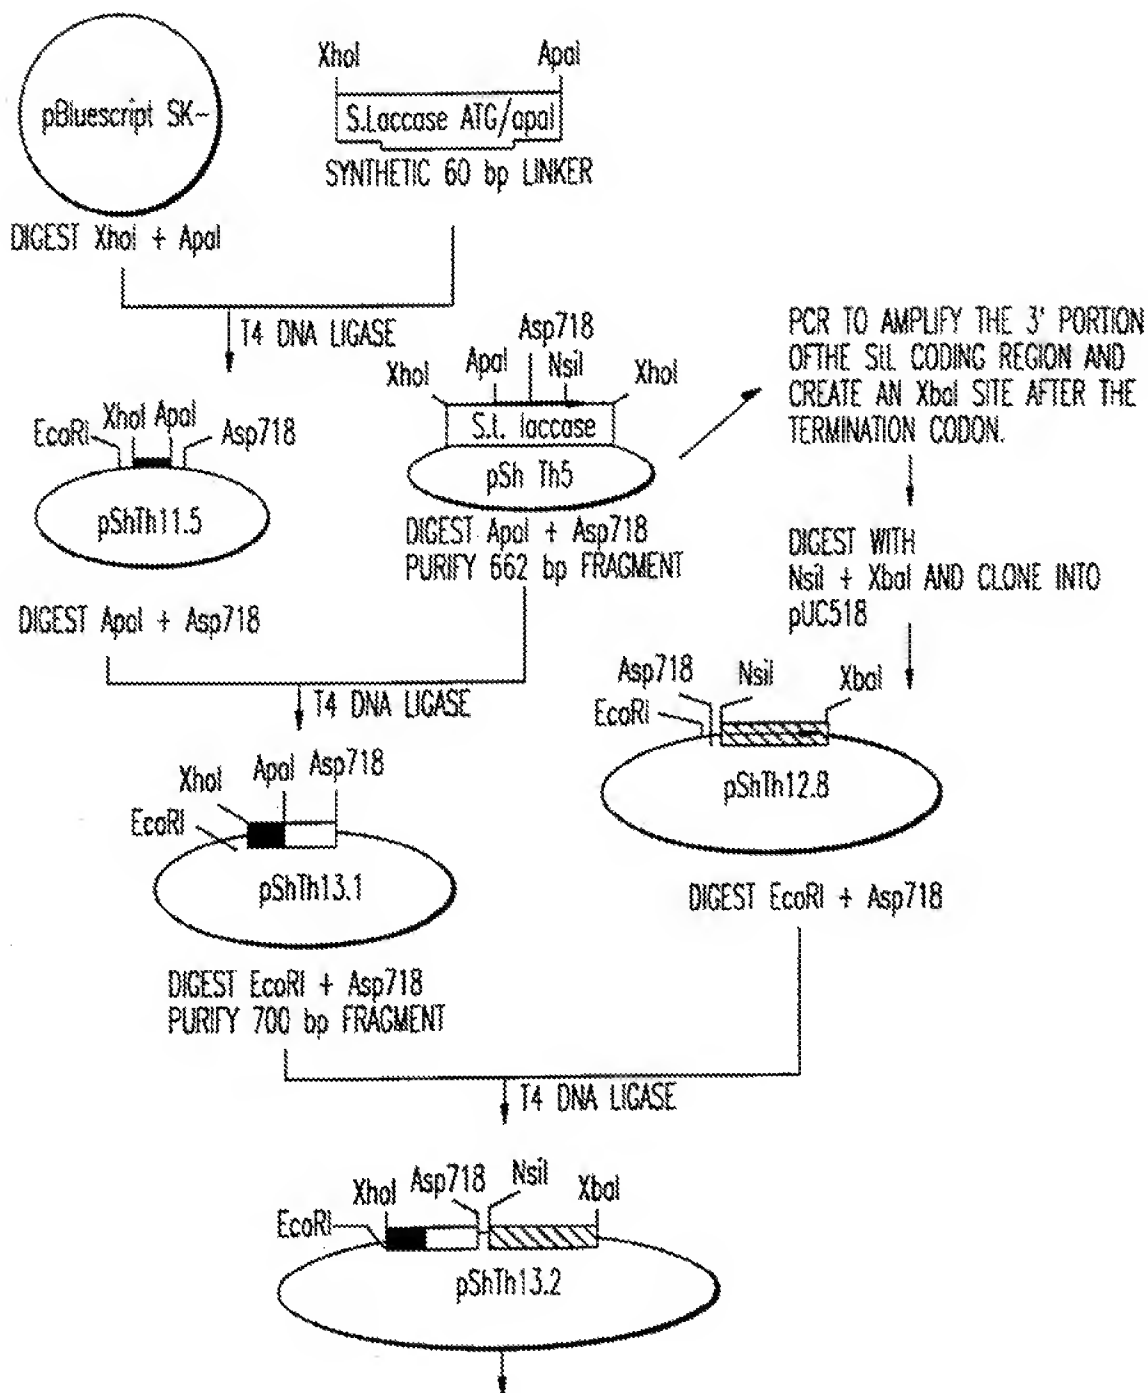 XhoI
ApaI
pBluescript SK-
S.Laccase ATG/apaI
SYNTHETIC 60 bp LINKER
DIGEST XhoI + ApaI
T4 DNA LIGASE
EcoRI
XhoI
ApaI
Asp718
pShTh11.5
DIGEST ApaI + Asp718
XhoI
ApaI
Asp718
NsiI
XhoI
S.t. laccase
pSh Th5
DIGEST ApaI + Asp718
PURIFY 662 bp FRAGMENT
PCR TO AMPLIFY THE 3' PORTION
OFTHE StL CODING REGION AND
CREATE AN XbaI SITE AFTER THE
TERMINATION CODON.
DIGEST WITH
NsiI + XbaI AND CLONE INTO
pUC518
T4 DNA LIGASE
Asp718
NsiI
XbaI
EcoRI
pShTh12.8
DIGEST EcoRI + Asp718
XhoI
ApaI
Asp718
EcoRI
pShTh13.1
DIGEST EcoRI + Asp718
PURIFY 700 bp FRAGMENT
T4 DNA LIGASE
EcoRI
XhoI
Asp718
NsiI
XbaI
pShTh13.2